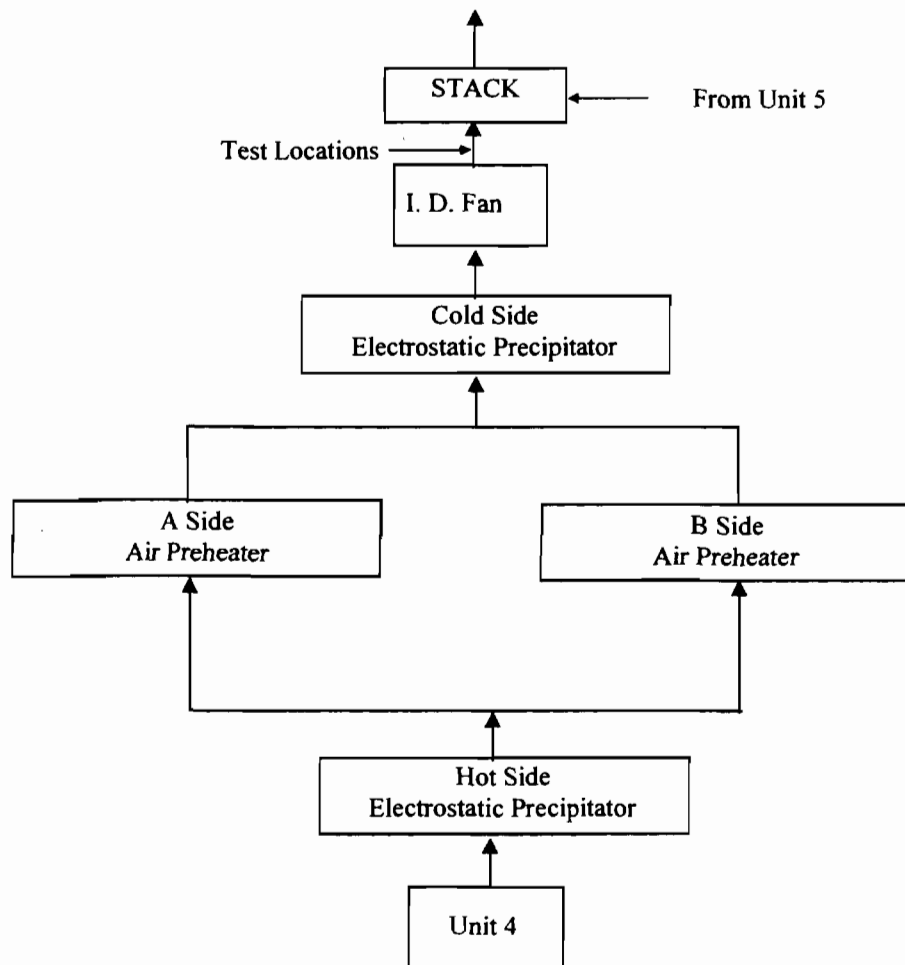 STACK
From Unit 5
Test Locations
I. D. Fan
Cold Side
Electrostatic Precipitator
A Side
Air Preheater
B Side
Air Preheater
Hot Side
Electrostatic Precipitator
Unit 4